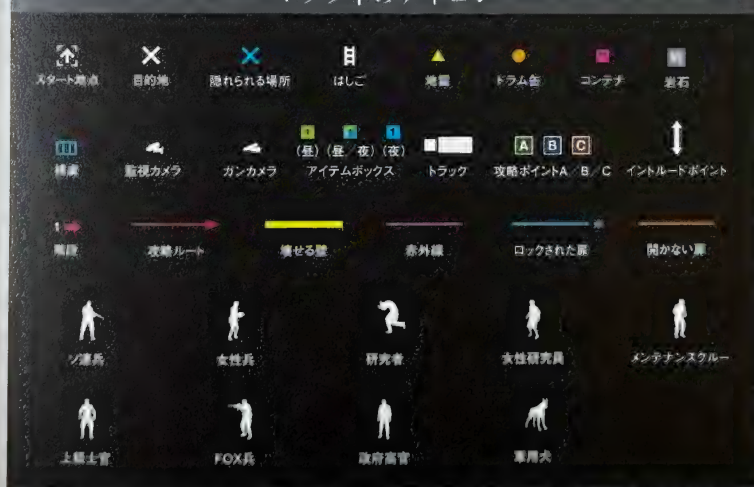 スタート地点 目的地 隠れられる場所 はしご 地雷 ドラム缶 コンテナ 岩石
1 1 1
(昼) (昼/夜) (夜) A B C
監視カメラ ガンカメラ アイテムボックス トラック 攻略ポイントA/B/C イントルードポイント
1
階段 攻略ルート 壊せる壁 赤外線 ロックされた扉 開かない扉
ソ連兵 女性兵 研究者 女性研究員 メンテナンスクルー
上級士官 FOX兵 政府高官 軍用犬